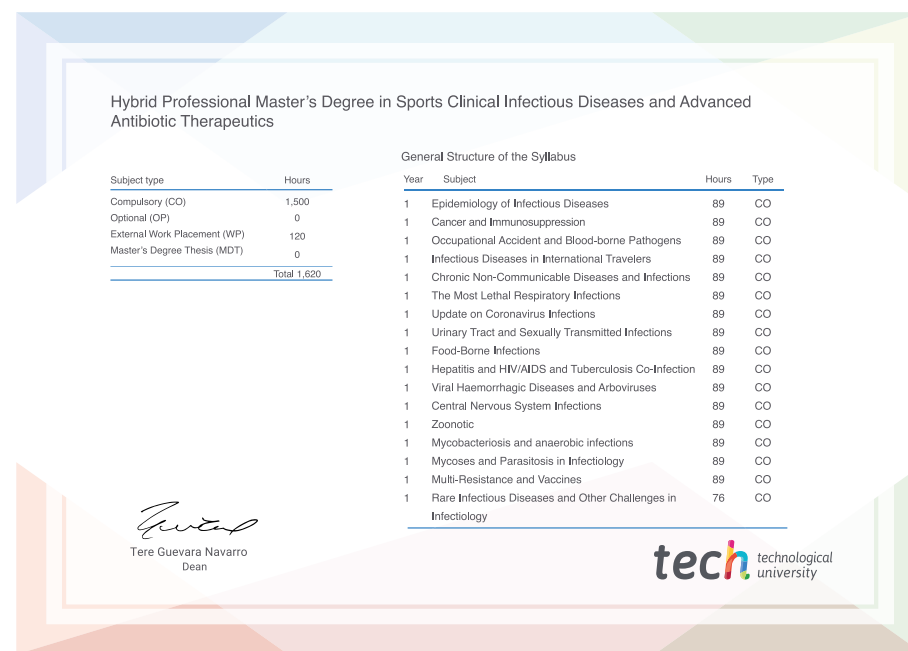 Hybrid Professional Master's Degree in Sports Clinical Infectious Diseases and Advanced
Antibiotic Therapeutics
Subject type Hours
Compulsory (CO) 1,500
Optional (OP) 0
External Work Placement (WP) 120
Master's Degree Thesis (MDT) 0
Total 1,620
General Structure of the Syllabus
Year Subject Hours Type
1 Epidemiology of Infectious Diseases 89 CO
1 Cancer and Immunosuppression 89 CO
1 Occupational Accident and Blood-borne Pathogens 89 CO
1 Infectious Diseases in International Travelers 89 CO
1 Chronic Non-Communicable Diseases and Infections 89 CO
1 The Most Lethal Respiratory Infections 89 CO
1 Update on Coronavirus Infections 89 CO
1 Urinary Tract and Sexually Transmitted Infections 89 CO
1 Food-Borne Infections 89 CO
1 Hepatitis and HIV/AIDS and Tuberculosis Co-Infection 89 CO
1 Viral Haemorrhagic Diseases and Arboviruses 89 CO
1 Central Nervous System Infections 89 CO
1 Zoonotic 89 CO
1 Mycobacteriosis and anaerobic infections 89 CO
1 Mycoses and Parasitosis in Infectiology 89 CO
1 Multi-Resistance and Vaccines 89 CO
1 Rare Infectious Diseases and Other Challenges in 76 CO
Infectiology
Tere Guevara Navarro
Dean
tech technological
university